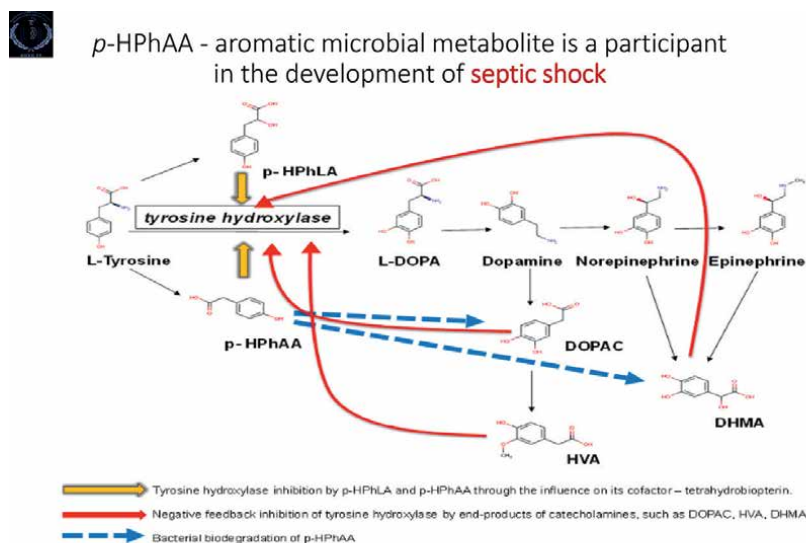 p-HPhAA - aromatic microbial metabolite is a participant
in the development of septic shock
p- HPhLA
tyrosine hydroxylase
L-Tyrosine
L-DOPA
Dopamine
Norepinephrine
Epinephrine
p- HPhAA
DOPAC
DHMA
HVA
Tyrosine hydroxylase inhibition by p-HPhLA and p-HPhAA through the influence on its cofactor – tetrahydrobiopterin.
Negative feedback inhibition of tyrosine hydroxylase by end-products of catecholamines, such as DOPAC, HVA, DHMA
Bacterial biodegradation of p-HPhAA